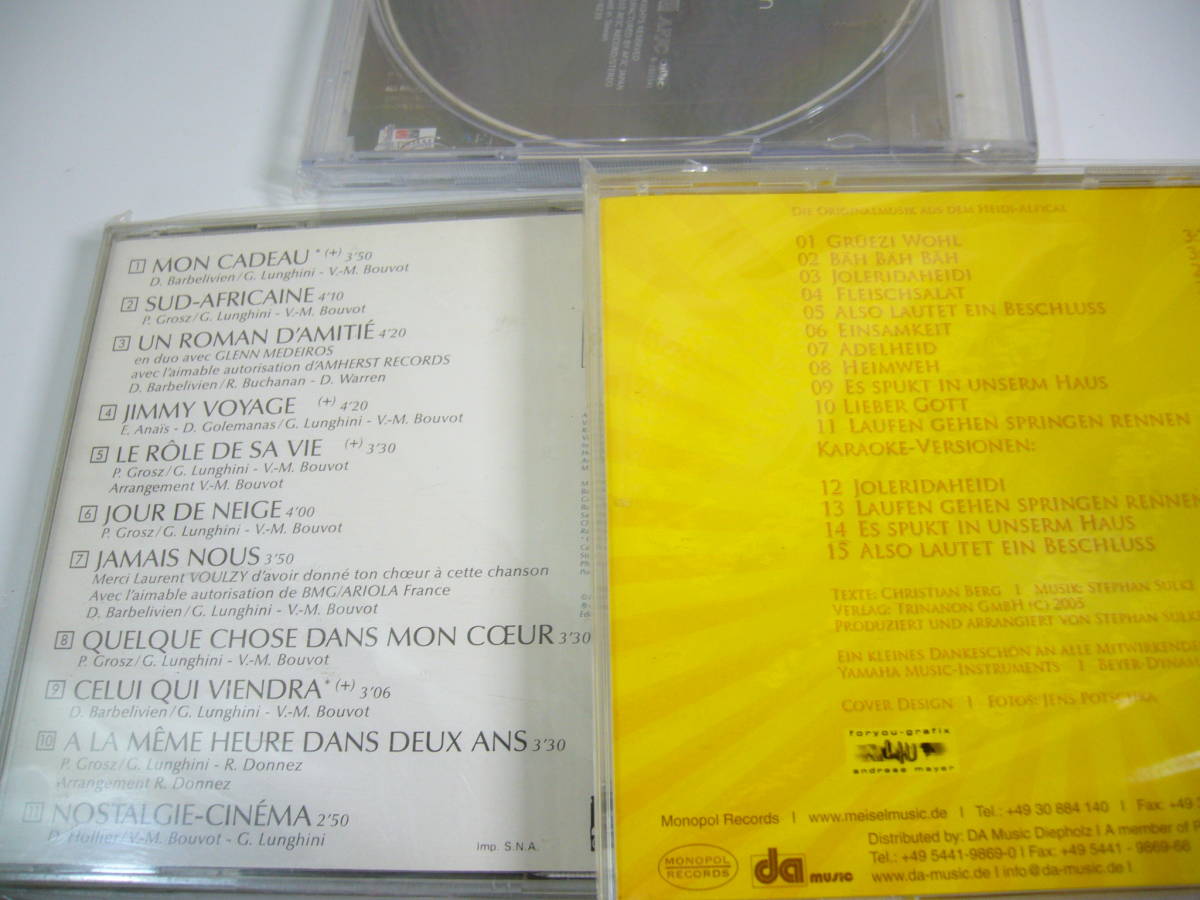 1 MON CADEAU * (+) 3'50
D. Barbelivien/G. Lunghini - V.-M. Bouvot
2 SUD-AFRICAINE 4'10
P. Grosz/G. Lunghini - V.-M. Bouvot
3 UN ROMAN D'AMITIÉ 4'20
en duo avec GLENN MEDEIROS
avec l'aimable autorisation d'AMHERST RECORDS
D. Barbelivien/R. Buchanan - D. Warren
4 JIMMY VOYAGE (+) 4'20
E. Anaïs - D. Golemanas/G. Lunghini - V.-M. Bouvot
5 LE RÔLE DE SA VIE (+) 3'30
P. Grosz/G. Lunghini - V.-M. Bouvot
Arrangement V.-M. Bouvot
6 JOUR DE NEIGE 4'00
P. Grosz/G. Lunghini - V.-M. Bouvot
7 JAMAIS NOUS 3'50
Merci Laurent VOULZY d'avoir donné ton chœur à cette chanson
Avec l'aimable autorisation de BMG/ARIOLA France
D. Barbelivien/G. Lunghini - V.-M. Bouvot
8 QUELQUE CHOSE DANS MON CŒUR 3'30
P. Grosz/G. Lunghini - V.-M. Bouvot
9 CELUI QUI VIENDRA * (+) 3'06
D. Barbelivien/G. Lunghini - V.-M. Bouvot
10 A LA MÊME HEURE DANS DEUX ANS 3'30
P. Grosz/G. Lunghini - R. Donnez
Arrangement R. Donnez
11 NOSTALGIE-CINÉMA 2'50
D. Hollier/V.-M. Bouvot - G. Lunghini
Imp. S.N.A.
DIE ORIGINALMUSIK AUS DEM HEIDI-ALPICAL
01 GRÜEZI WOHL
02 BÄH BÄH BÄH
03 JOLERIDAHEIDI
04 FLEISCHSALAT
05 ALSO LAUTET EIN BESCHLUSS
06 EINSAMKEIT
07 ADELHEID
08 HEIMWEH
09 ES SPUKT IN UNSERM HAUS
10 LIEBER GOTT
11 LAUFEN GEHEN SPRINGEN RENNEN
KARAOKE-VERSIONEN:
12 JOLERIDAHEIDI
13 LAUFEN GEHEN SPRINGEN RENNEN
14 ES SPUKT IN UNSERM HAUS
15 ALSO LAUTET EIN BESCHLUSS
TEXTE: CHRISTIAN BERG I MUSIK: STEPHAN SULKE
VERLAG: TRINANON GMBH (C) 2005
PRODUZIERT UND ARRANGIERT VON STEPHAN SULKE
EIN KLEINES DANKESCHÖN AN ALLE MITWIRKENDE
YAMAHA MUSIC-INSTRUMENTS I BEYER-DYNA
COVER DESIGN I FOTOS: JENS POTSCHKA
foryou-grafix
4U
andreas mayer
Monopol Records I www.meiselmusic.de I Tel.: +49 30 884 140 I Fax: +49 3
Distributed by: DA Music Diepholz I A member of
Tel.: +49 5441-9869-0 I Fax: +49 5441 - 9869-66
www.da-music.de I info@da-music.de I
MONOPOL RECORDS
da music